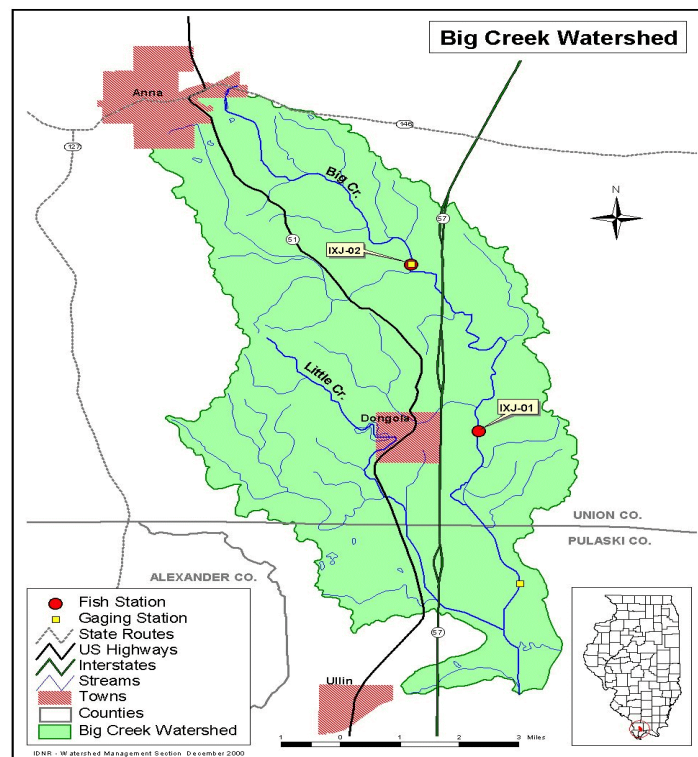 Big Creek Watershed
Anna
146
127
Big Cr.
N
57
51
IXJ-02
Little Cr.
Dongola
IXJ-01
UNION CO.
PULASKI CO.
ALEXANDER CO.
Fish Station
Gaging Station
State Routes
US Highways
Interstates
Streams
Towns
Counties
Big Creek Watershed
57
Ullin
1 0 1 2 3 Miles
IDNR - Watershed Management Section December 2000